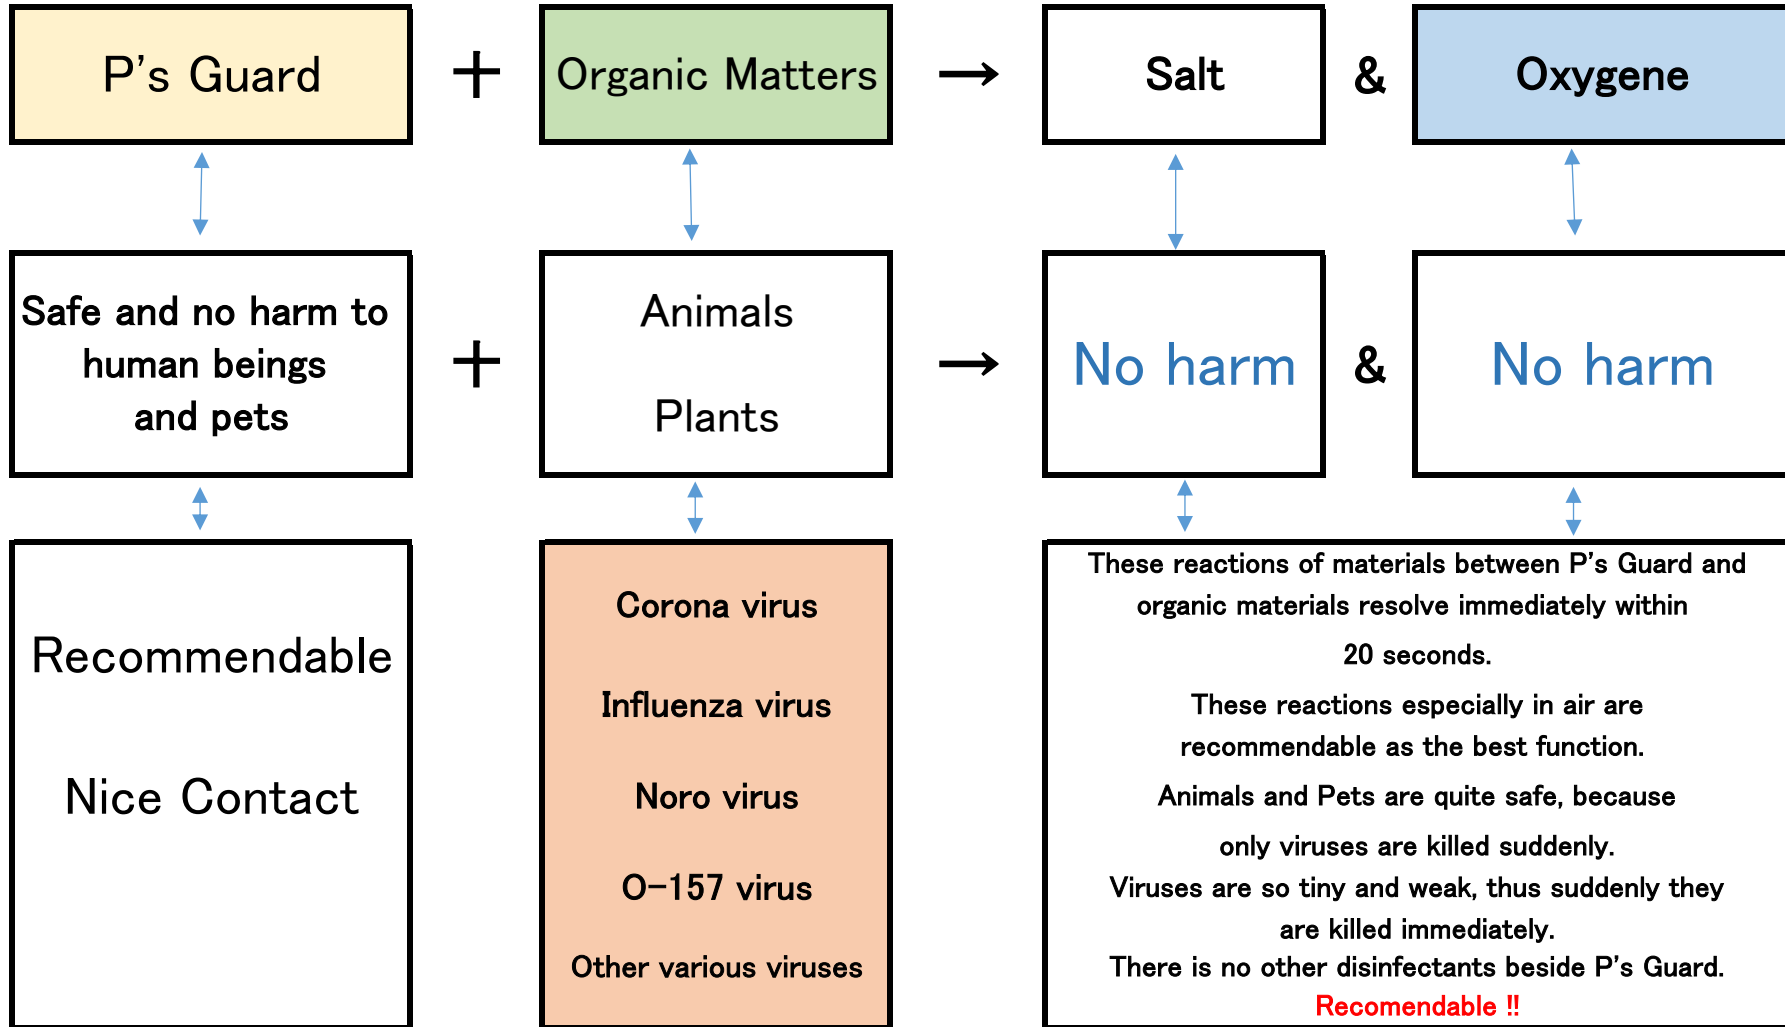 P's Guard + Organic Matters → Salt & Oxygene
Safe and no harm to
human beings
and pets
+
Animals
Plants
→
No harm
&
No harm
Recommendable
Nice Contact
Corona virus
Influenza virus
Noro virus
O-157 virus
Other various viruses
These reactions of materials between P's Guard and
organic materials resolve immediately within
20 seconds.
These reactions especially in air are
recommendable as the best function.
Animals and Pets are quite safe, because
only viruses are killed suddenly.
Viruses are so tiny and weak, thus suddenly they
are killed immediately.
There is no other disinfectants beside P's Guard.
Recomendable !!